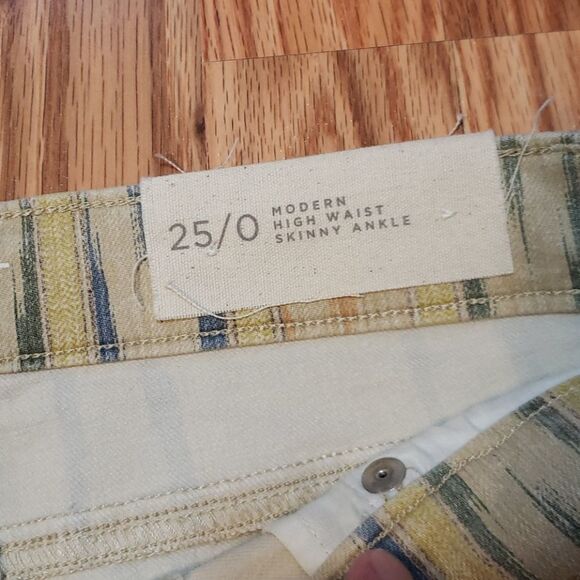 25/0
MODERN
HIGH WAIST
SKINNY ANKLE